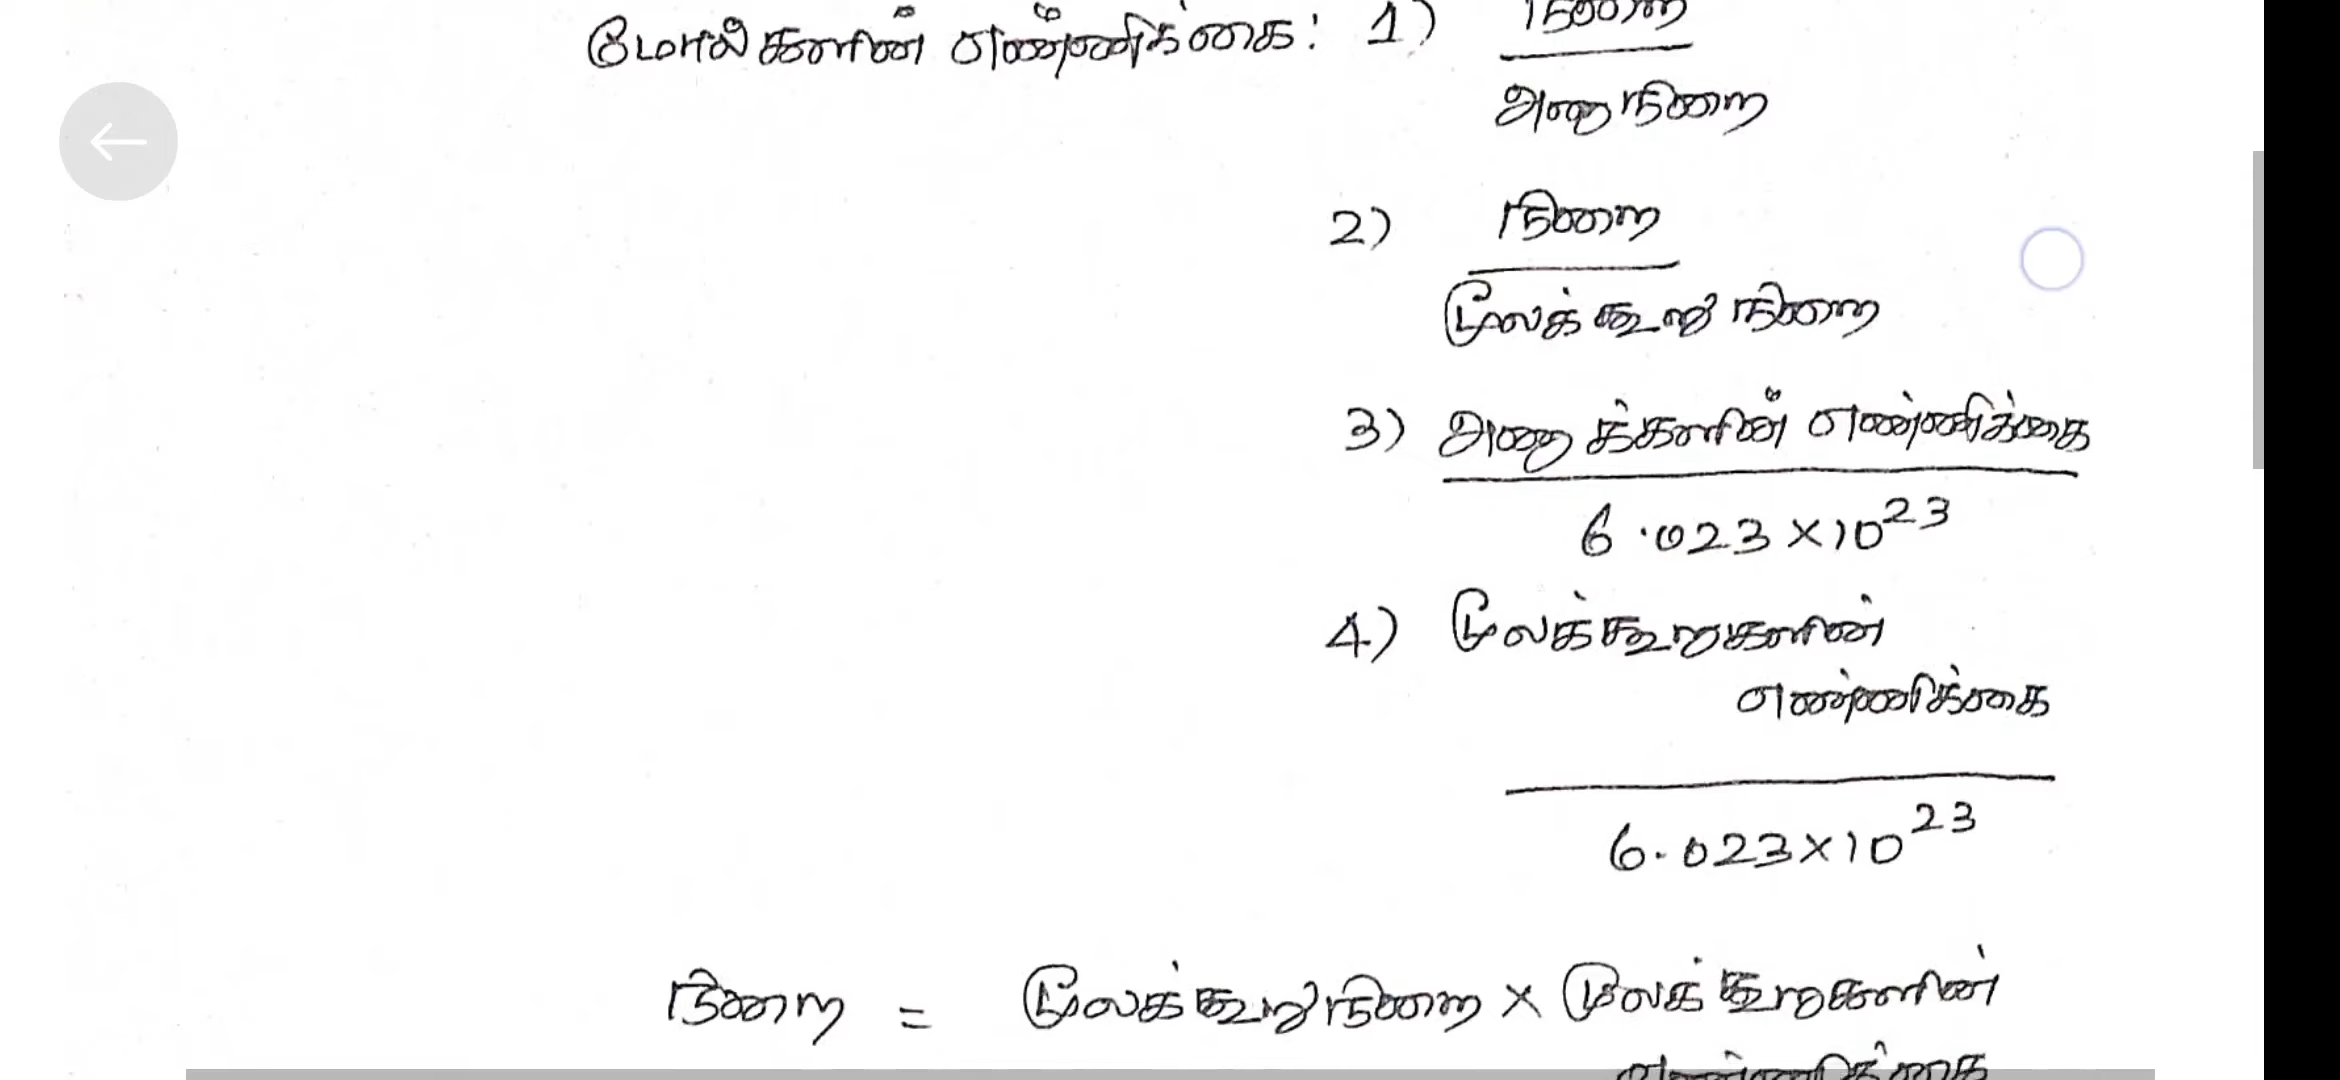 மோல்களின் எண்ணிக்கை: 1) நிறை
அணுநிறை
2) நிறை
மூலக்கூறு நிறை
3) அணுக்களின் எண்ணிக்கை
6.023 × 10²³
4) மூலக்கூறுகளின்
எண்ணிக்கை
6.023 × 10²³
நிறை = மூலக்கூறுநிறை × மூலக்கூறுகளின்
எண்ணிக்கை